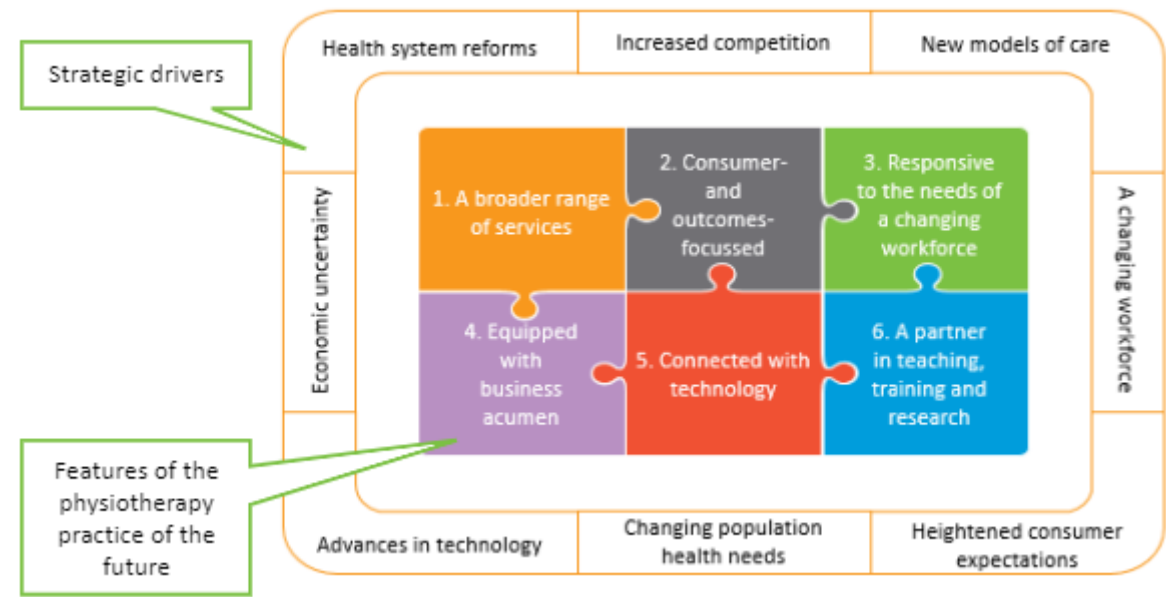 Health system reforms
Increased competition
New models of care
Strategic drivers
Economic uncertainty
1. A broader range
of services
2. Consumer-
and
outcomes-
focussed
3. Responsive
to the needs of
a changing
workforce
A changing workforce
4. Equipped
with
business
acumen
5. Connected with
technology
6. A partner
in teaching,
training and
research
Features of the
physiotherapy
practice of the
future
Advances in technology
Changing population
health needs
Heightened consumer
expectations